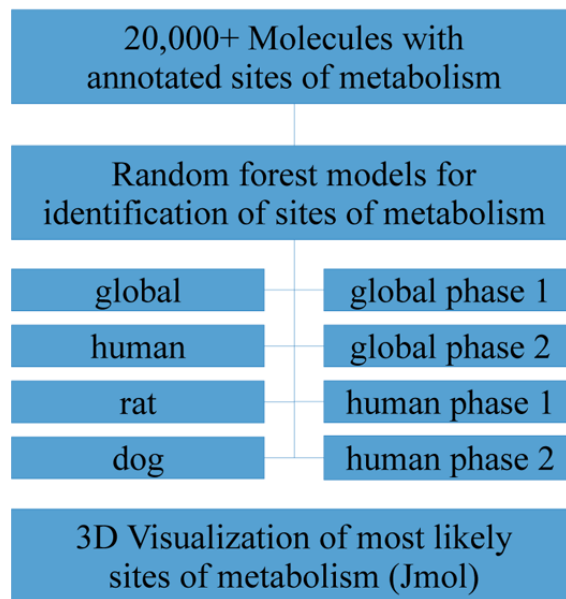 20,000+ Molecules with
annotated sites of metabolism
Random forest models for
identification of sites of metabolism
global
global phase 1
human
global phase 2
rat
human phase 1
dog
human phase 2
3D Visualization of most likely
sites of metabolism (Jmol)